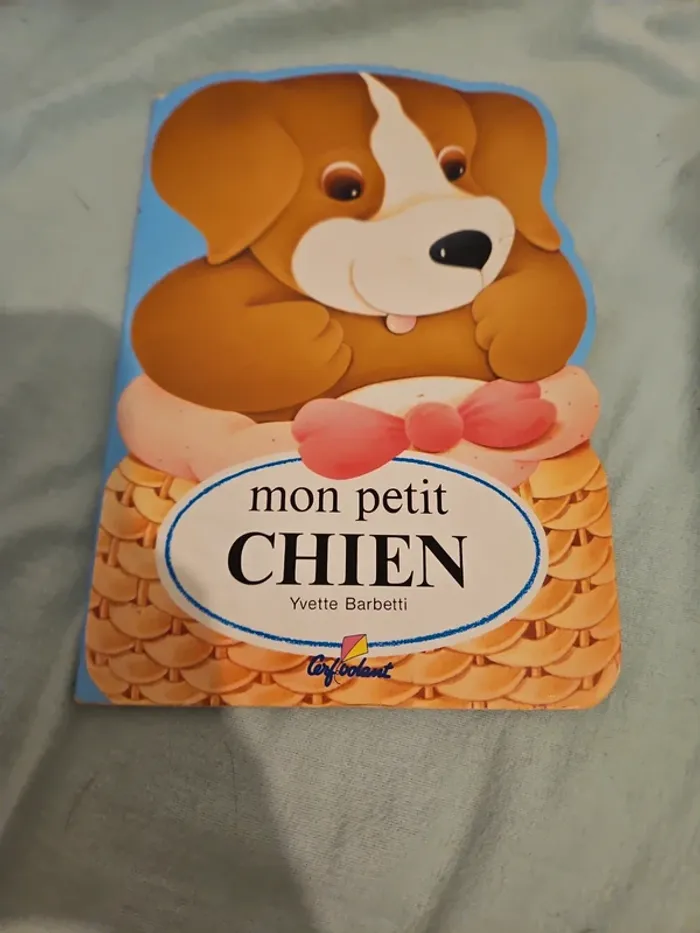 mon petit
CHIEN
Yvette Barbetti
Cerf volant